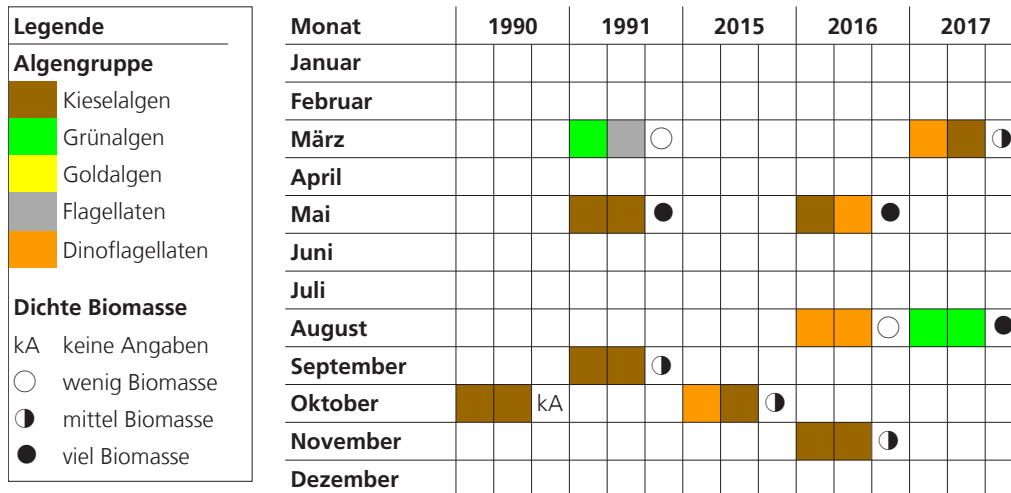 Legende
Algengruppe
Kieselalgen
Grünalgen
Goldalgen
Flagellaten
Dinoflagellaten
Dichte Biomasse
kA keine Angaben
wenig Biomasse
mittel Biomasse
viel Biomasse
Monat 1990 1991 2015 2016 2017
Januar
Februar
März
April
Mai
Juni
Juli
August
September
Oktober kA
November
Dezember